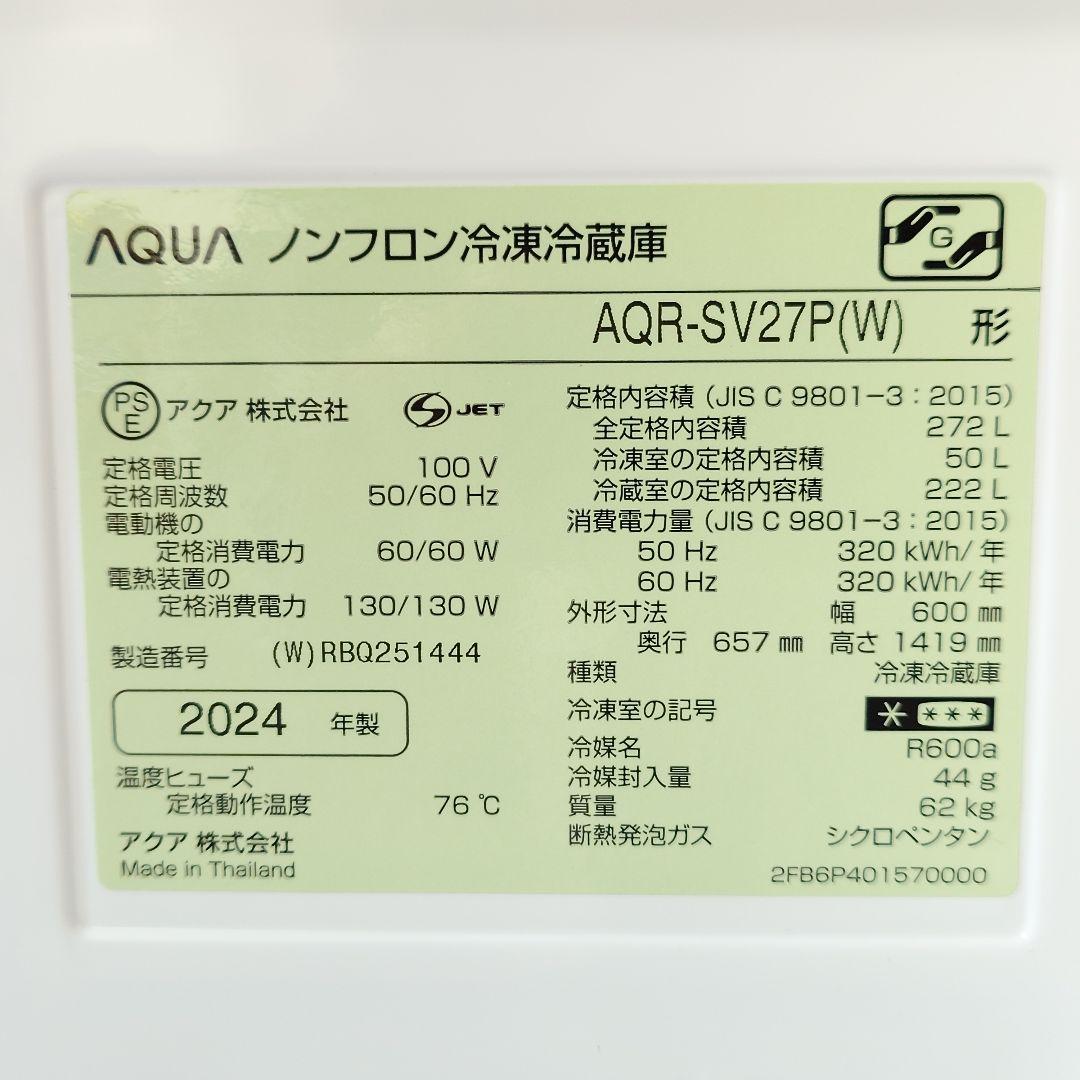 AQUA ノンフロン冷凍冷蔵庫
G
AQR-SV27P(W) 形
PSE アクア 株式会社 S JET
定格電圧 100 V
定格周波数 50/60 Hz
電動機の
定格消費電力 60/60 W
電熱装置の
定格消費電力 130/130 W
製造番号 (W)RBQ251444
2024 年製
温度ヒューズ
定格動作温度 76 ℃
アクア 株式会社
Made in Thailand
定格内容積 (JIS C 9801-3:2015)
全定格内容積 272 L
冷凍室の定格内容積 50 L
冷蔵室の定格内容積 222 L
消費電力量 (JIS C 9801-3:2015)
50 Hz 320 kWh/年
60 Hz 320 kWh/年
外形寸法 幅 600 ㎜
奥行 657 ㎜ 高さ 1419 ㎜
種類 冷凍冷蔵庫
冷凍室の記号 * ***
冷媒名 R600a
冷媒封入量 44 g
質量 62 kg
断熱発泡ガス シクロペンタン
2FB6P401570000